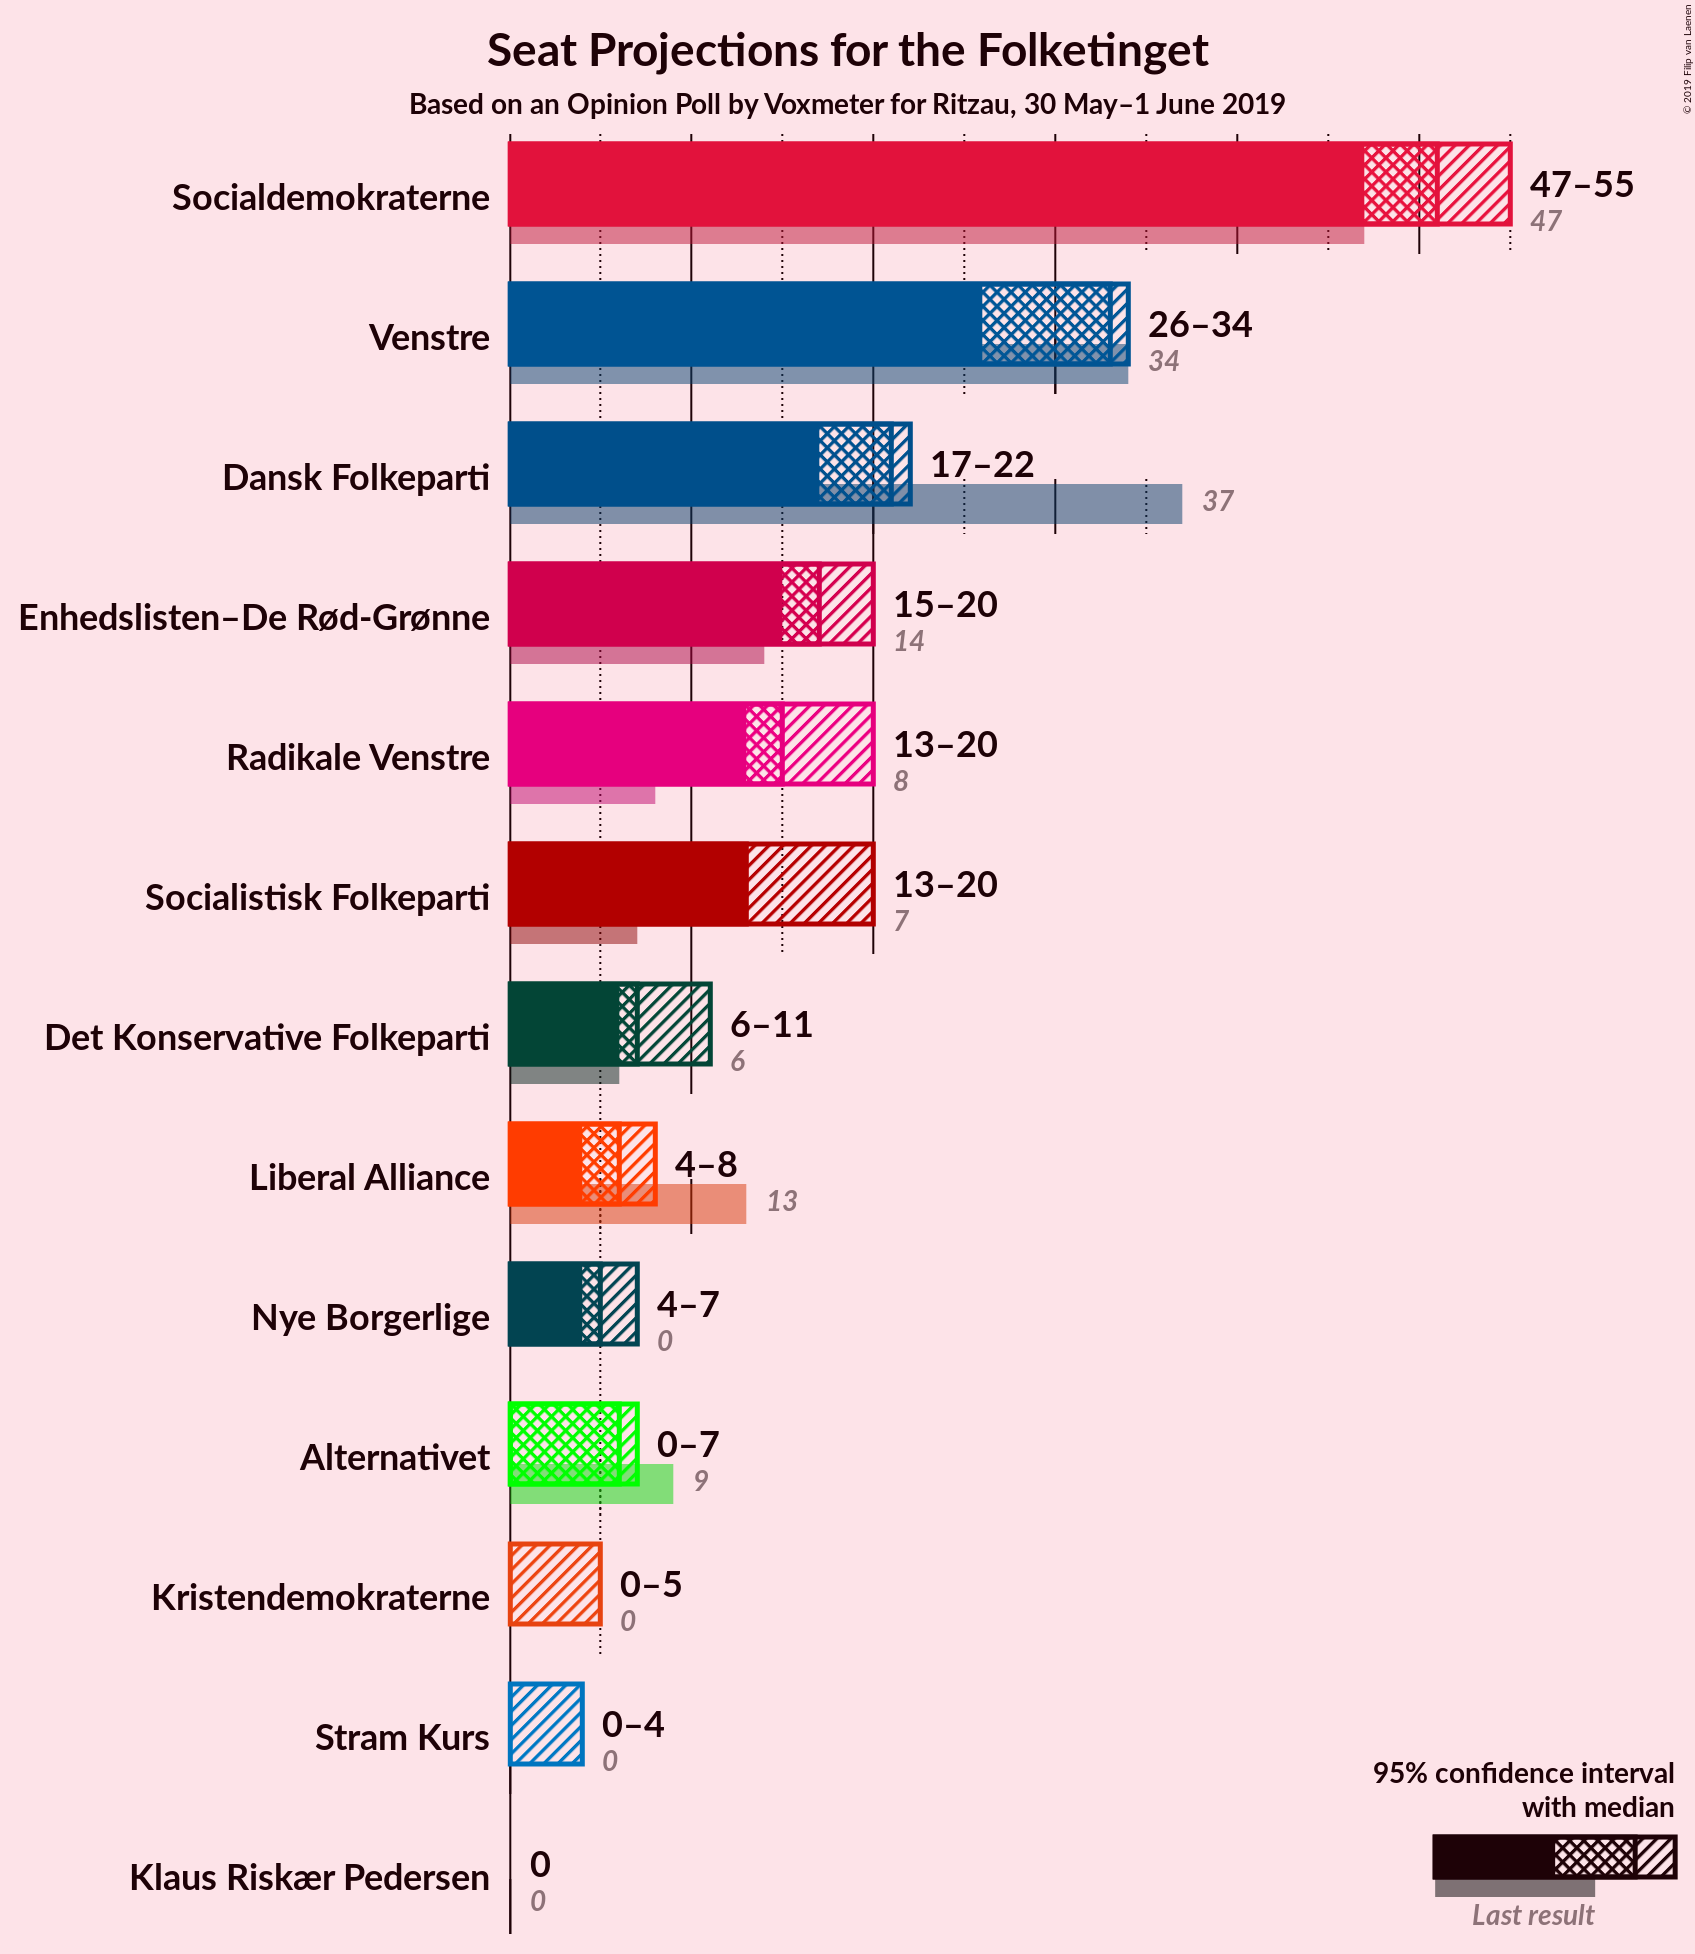 Seat Projections for the Folketinget
Based on an Opinion Poll by Voxmeter for Ritzau, 30 May–1 June 2019
© 2019 Filip van Laenen
Socialdemokraterne
47–55
47
Venstre
26–34
34
Dansk Folkeparti
17–22
37
Enhedslisten–De Rød-Grønne
15–20
14
Radikale Venstre
13–20
8
Socialistisk Folkeparti
13–20
7
Det Konservative Folkeparti
6–11
6
Liberal Alliance
4–8
13
Nye Borgerlige
4–7
0
Alternativet
0–7
9
Kristendemokraterne
0–5
0
Stram Kurs
0–4
0
Klaus Riskær Pedersen
0
0
95% confidence interval
with median
Last result